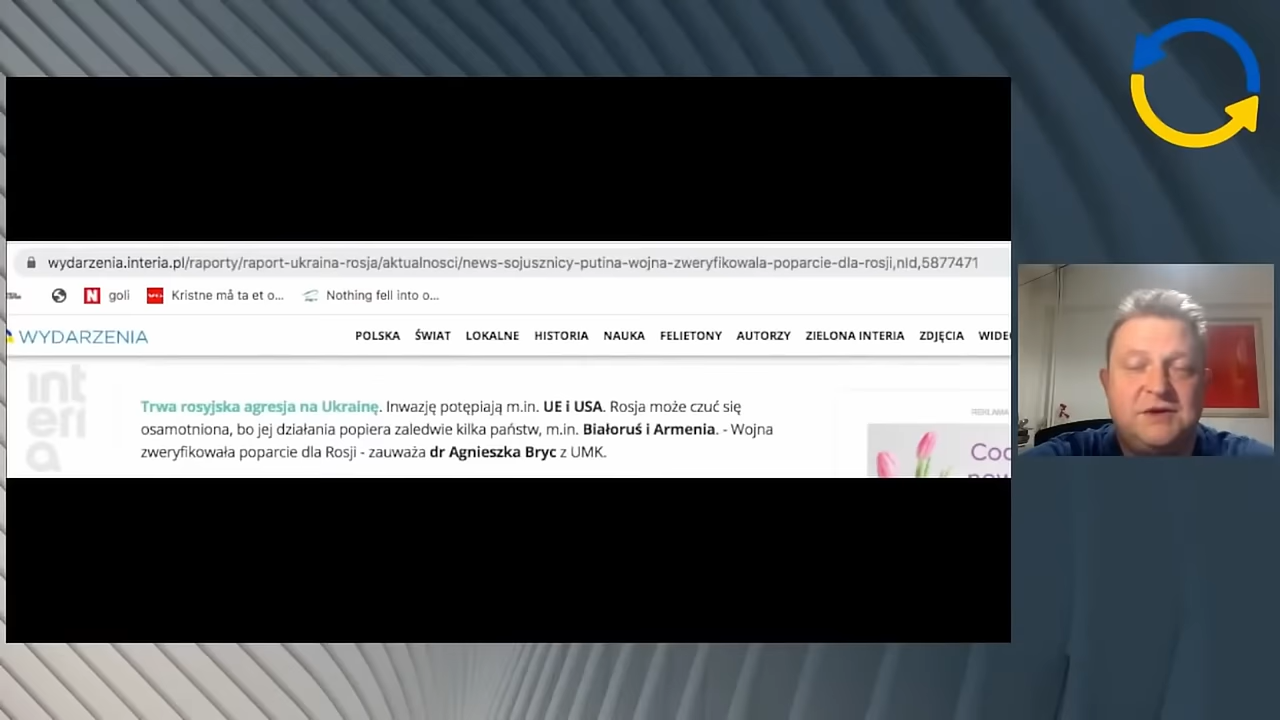 wydarzenia.interia.pl/raporty/raport-ukraina-rosja/aktualnosci/news-sojusznicy-putina-wojna-zweryfikowala-poparcie-dla-rosji,nId,5877471
N goli Kristne må ta et o... Nothing fell into o...
WYDARZENIA POLSKA ŚWIAT LOKALNE HISTORIA NAUKA FELIETONY AUTORZY ZIELONA INTERIA ZDJĘCIA WIDEO
interia
Trwa rosyjska agresja na Ukrainę. Inwazję potępiają m.in. UE i USA. Rosja może czuć się
osamotniona, bo jej działania popiera zaledwie kilka państw, m.in. Białoruś i Armenia. - Wojna
zweryfikowała poparcie dla Rosji - zauważa dr Agnieszka Bryc z UMK.
REKLAMA